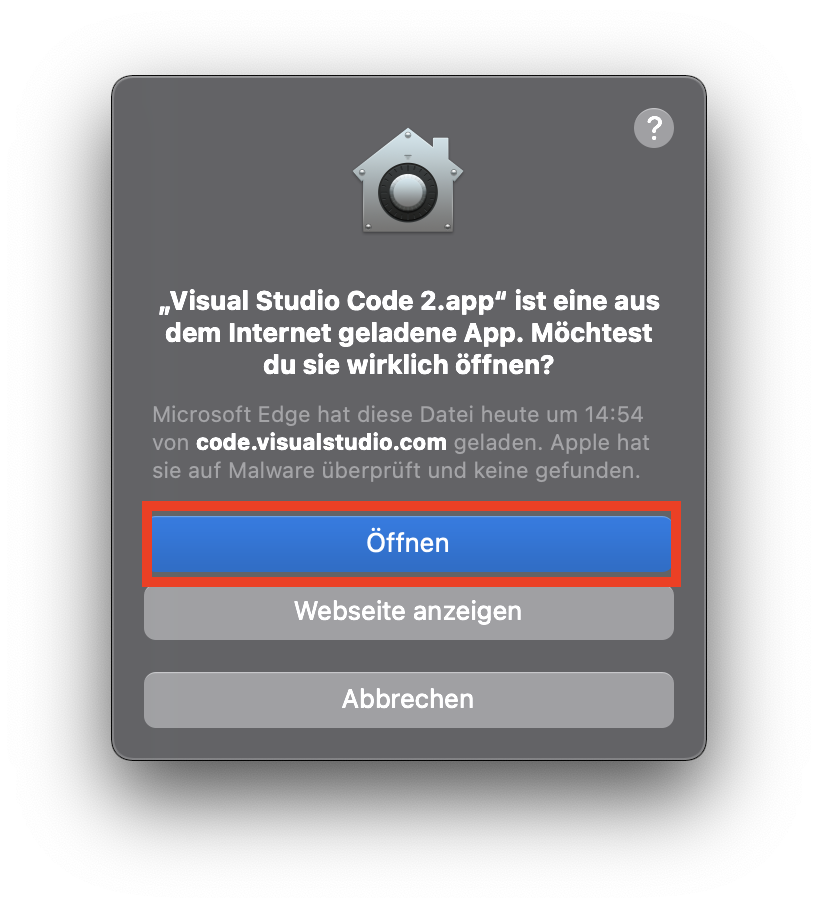 ?
„Visual Studio Code 2.app“ ist eine aus
dem Internet geladene App. Möchtest
du sie wirklich öffnen?
Microsoft Edge hat diese Datei heute um 14:54
von code.visualstudio.com geladen. Apple hat
sie auf Malware überprüft und keine gefunden.
Öffnen
Webseite anzeigen
Abbrechen